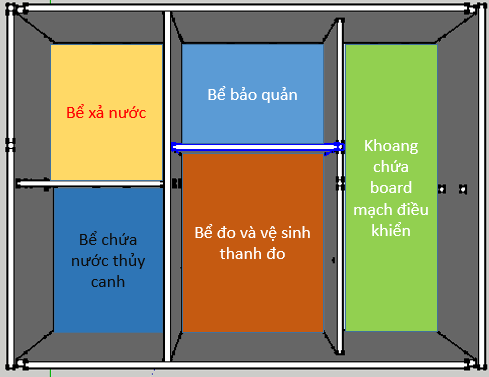 Bể xả nước
Bể bảo quản
Khoang
chứa
board
mạch điều
khiển
Bể chứa
nước thủy
canh
Bể đo và vệ sinh
thanh đo